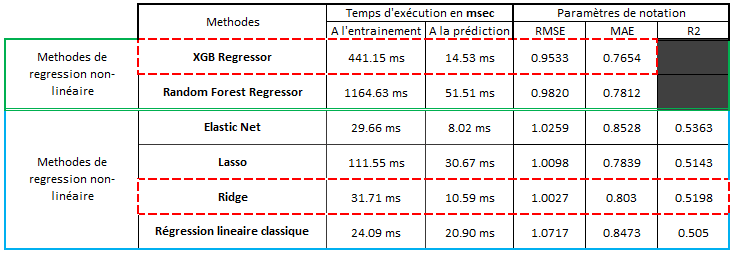 Methodes Temps d'exécution en msec Paramètres de notation
A l'entrainement A la prédiction RMSE MAE R2
Methodes de regression non-linéaire
XGB Regressor 441.15 ms 14.53 ms 0.9533 0.7654
Random Forest Regressor 1164.63 ms 51.51 ms 0.9820 0.7812
Methodes de regression non-linéaire
Elastic Net 29.66 ms 8.02 ms 1.0259 0.8528 0.5363
Lasso 111.55 ms 30.67 ms 1.0098 0.7839 0.5143
Ridge 31.71 ms 10.59 ms 1.0027 0.803 0.5198
Régression lineaire classique 24.09 ms 20.90 ms 1.0717 0.8473 0.505